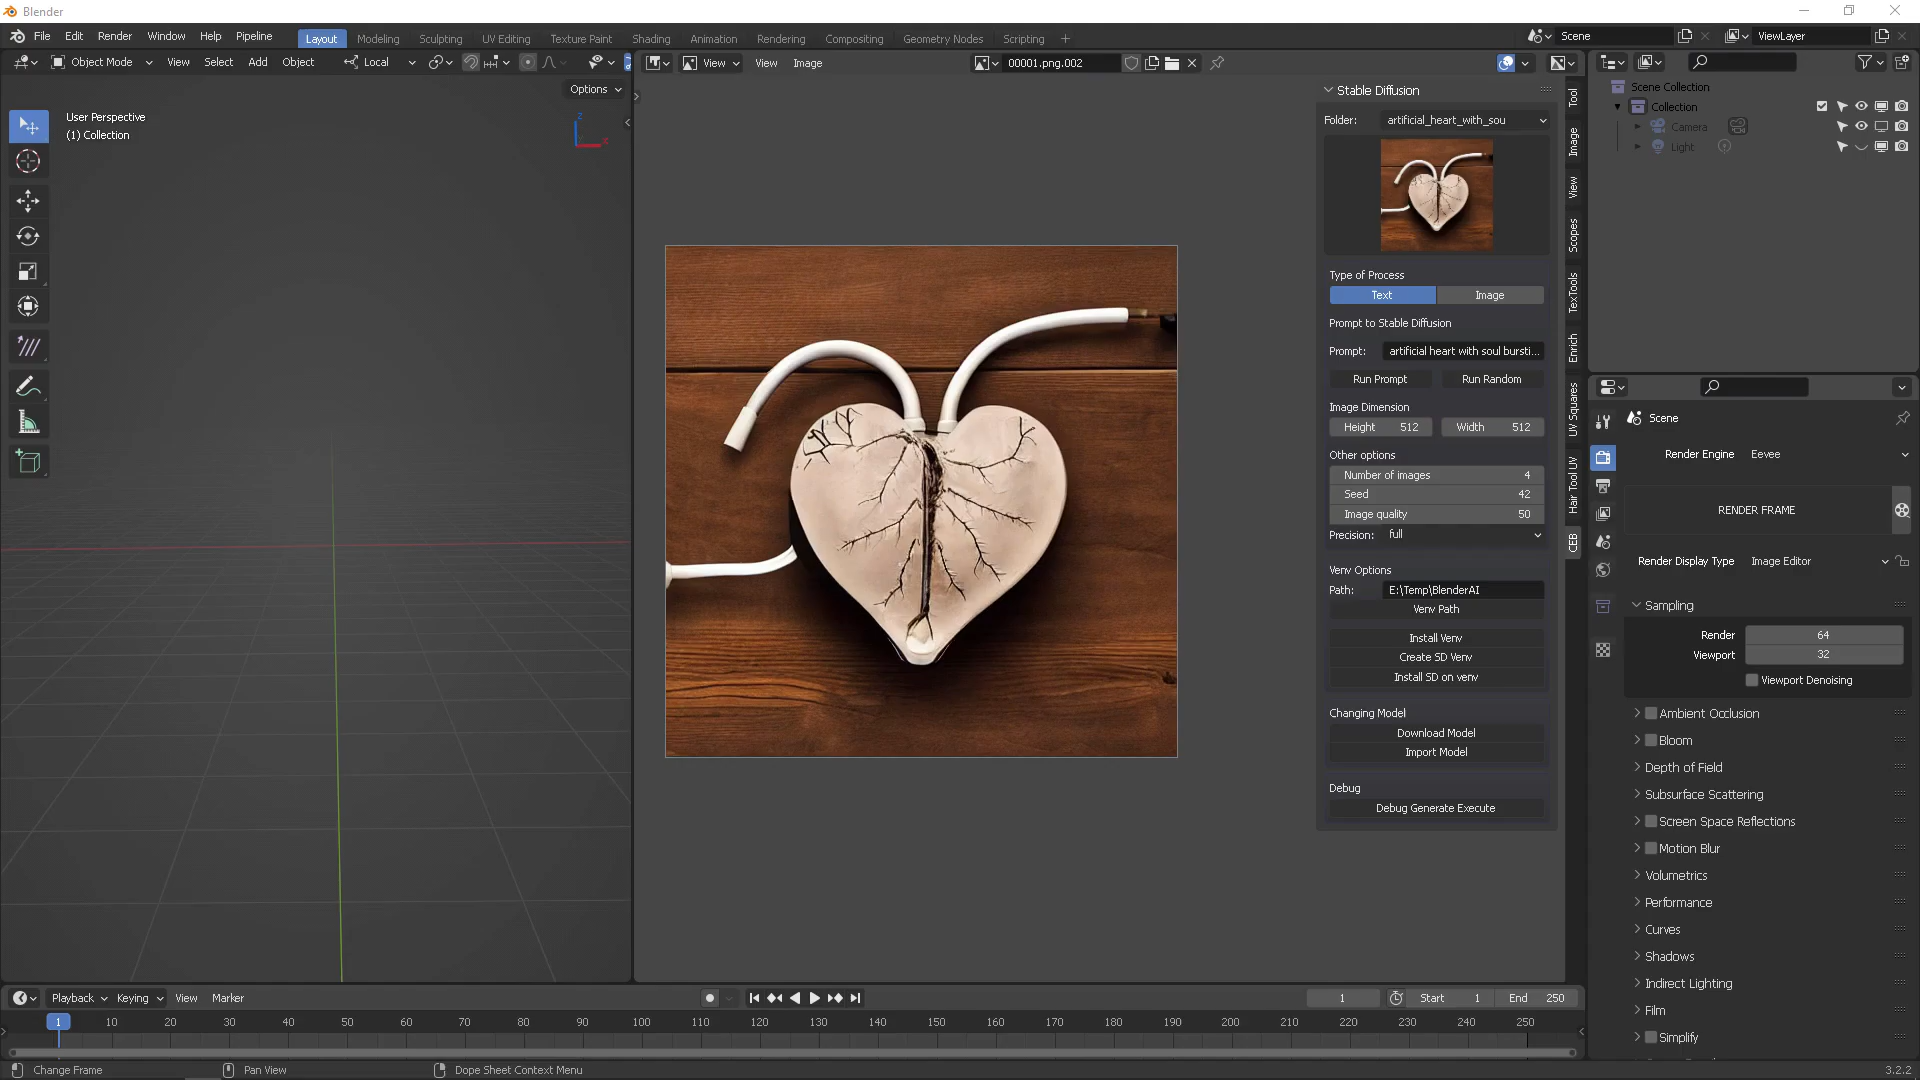 Blender
File Edit Render Window Help Pipeline
Layout Modeling Sculpting UV Editing Texture Paint Shading Animation Rendering Compositing Geometry Nodes Scripting +
Scene
ViewLayer
Object Mode View Select Add Object Local
Options
User Perspective
(1) Collection
Z
X
View View Image 00001.png.002
Stable Diffusion
Folder: artificial_heart_with_sou
Type of Process
Text Image
Prompt to Stable Diffusion
Prompt: artificial heart with soul bursti...
Run Prompt Run Random
Image Dimension
Height 512 Width 512
Other options
Number of images 4
Seed 42
Image quality 50
Precision: full
Venv Options
Path: E:\Temp\BlenderAI
Venv Path
Install Venv
Create SD Venv
Install SD on venv
Changing Model
Download Model
Import Model
Debug
Debug Generate Execute
Tool
Image
View
Scopes
TexTools
Enrich
UV Squares
Hair Tool UV
CEB
Scene Collection
Collection
Camera
Light
Scene
Render Engine Eevee
RENDER FRAME
Render Display Type Image Editor
Sampling
Render 64
Viewport 32
Viewport Denoising
Ambient Occlusion
Bloom
Depth of Field
Subsurface Scattering
Screen Space Reflections
Motion Blur
Volumetrics
Performance
Curves
Shadows
Indirect Lighting
Film
Simplify
Playback Keying View Marker
1 Start 1 End 250
1 10 20 30 40 50 60 70 80 90 100 110 120 130 140 150 160 170 180 190 200 210 220 230 240 250
Change Frame Pan View Dope Sheet Context Menu 3.2.2